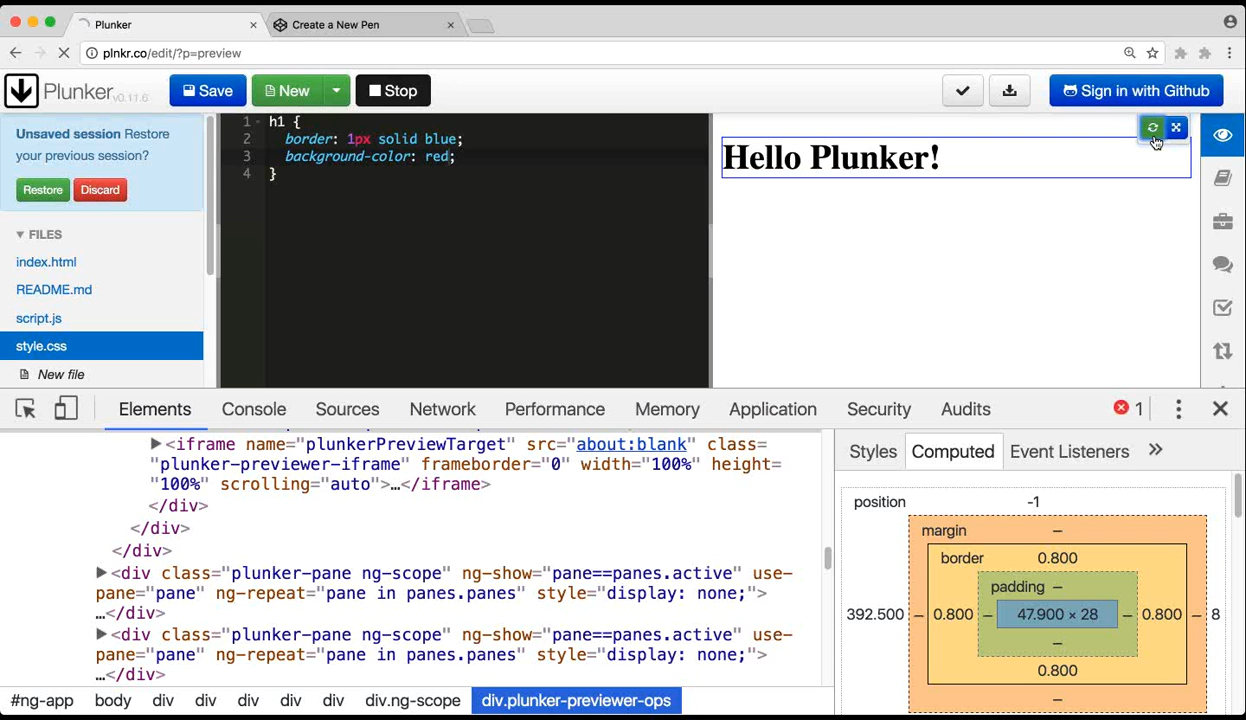 Plunker
Create a New Pen
plnkr.co/edit/?p=preview
Plunker v0.11.6
Save
New
Stop
Sign in with Github
Unsaved session Restore
your previous session?
Restore
Discard
FILES
index.html
README.md
script.js
style.css
New file
1 h1 {
2 border: 1px solid blue;
3 background-color: red;
4 }
Hello Plunker!
Elements Console Sources Network Performance Memory Application Security Audits 1
<iframe name="plunkerPreviewTarget" src="about:blank" class=
"plunker-previewer-iframe" frameborder="0" width="100%" height=
"100%" scrolling="auto">…</iframe>
</div>
</div>
</div>
<div class="plunker-pane ng-scope" ng-show="pane==panes.active" use-
pane="pane" ng-repeat="pane in panes.panes" style="display: none;">
…</div>
<div class="plunker-pane ng-scope" ng-show="pane==panes.active" use-
pane="pane" ng-repeat="pane in panes.panes" style="display: none;">
…</div>
#ng-app body div div div div div div.ng-scope div.plunker-previewer-ops
Styles Computed Event Listeners »
position -1
margin –
border 0.800
padding –
392.500 – 0.800 – 47.900 × 28 – 0.800 – 8
–
0.800
–